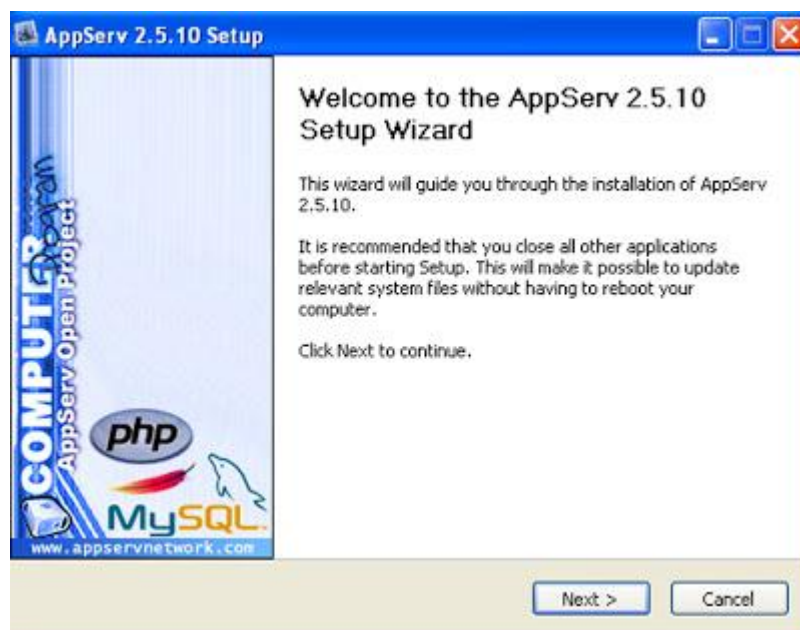 AppServ 2.5.10 Setup
Welcome to the AppServ 2.5.10
Setup Wizard
This wizard will guide you through the installation of AppServ
2.5.10.
It is recommended that you close all other applications
before starting Setup. This will make it possible to update
relevant system files without having to reboot your
computer.
Click Next to continue.
COMPUTER
Program
AppServ Open Project
php
MySQL
www.appservnetwork.com
Next >
Cancel